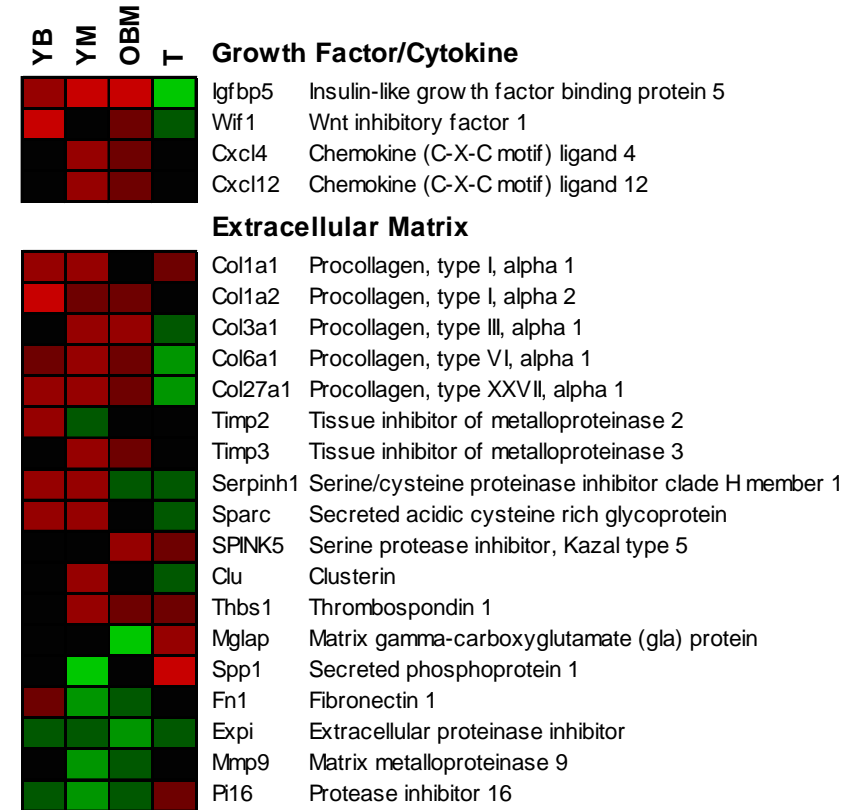 YB YM OBM T Growth Factor/Cytokine
Igfbp5 Insulin-like growth factor binding protein 5
Wif1 Wnt inhibitory factor 1
Cxcl4 Chemokine (C-X-C motif) ligand 4
Cxcl12 Chemokine (C-X-C motif) ligand 12
Extracellular Matrix
Col1a1 Procollagen, type I, alpha 1
Col1a2 Procollagen, type I, alpha 2
Col3a1 Procollagen, type III, alpha 1
Col6a1 Procollagen, type VI, alpha 1
Col27a1 Procollagen, type XXVII, alpha 1
Timp2 Tissue inhibitor of metalloproteinase 2
Timp3 Tissue inhibitor of metalloproteinase 3
Serpinh1 Serine/cysteine proteinase inhibitor clade H member 1
Sparc Secreted acidic cysteine rich glycoprotein
SPINK5 Serine protease inhibitor, Kazal type 5
Clu Clusterin
Thbs1 Thrombospondin 1
Mglap Matrix gamma-carboxyglutamate (gla) protein
Spp1 Secreted phosphoprotein 1
Fn1 Fibronectin 1
Expi Extracellular proteinase inhibitor
Mmp9 Matrix metalloproteinase 9
Pi16 Protease inhibitor 16